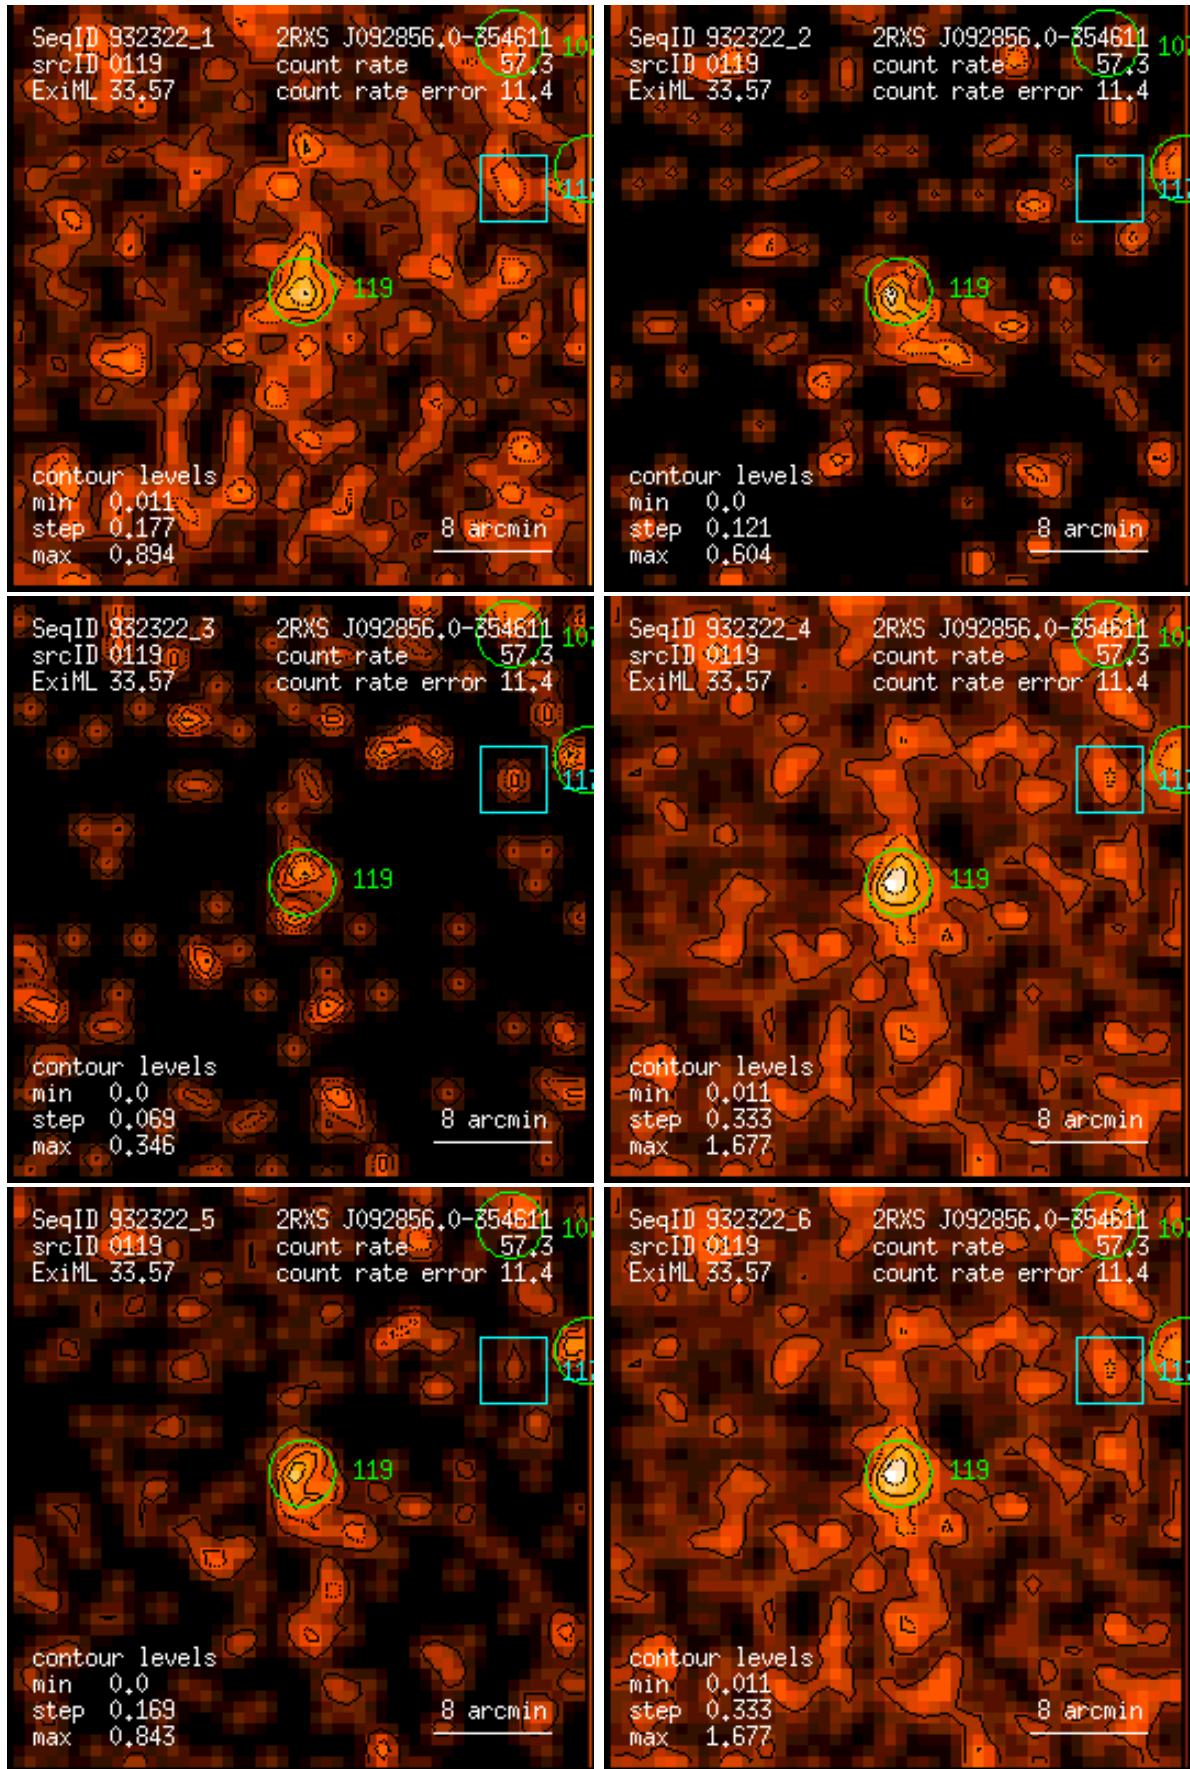 SeqID 932322_1 2RXS J092856.0-354611
srcID 0119 count rate 57.3
ExiML 33.57 count rate error 11.4
119
contour levels
min 0.011
step 0.177
max 0.894
8 arcmin
SeqID 932322_2 2RXS J092856.0-354611
srcID 0119 count rate 57.3
ExiML 33.57 count rate error 11.4
119
contour levels
min 0.0
step 0.121
max 0.604
8 arcmin
SeqID 932322_3 2RXS J092856.0-354611
srcID 0119 count rate 57.3
ExiML 33.57 count rate error 11.4
119
contour levels
min 0.0
step 0.069
max 0.346
8 arcmin
SeqID 932322_4 2RXS J092856.0-354611
srcID 0119 count rate 57.3
ExiML 33.57 count rate error 11.4
119
contour levels
min 0.011
step 0.333
max 1.677
8 arcmin
SeqID 932322_5 2RXS J092856.0-354611
srcID 0119 count rate 57.3
ExiML 33.57 count rate error 11.4
119
contour levels
min 0.0
step 0.169
max 0.843
8 arcmin
SeqID 932322_6 2RXS J092856.0-354611
srcID 0119 count rate 57.3
ExiML 33.57 count rate error 11.4
119
contour levels
min 0.011
step 0.333
max 1.677
8 arcmin